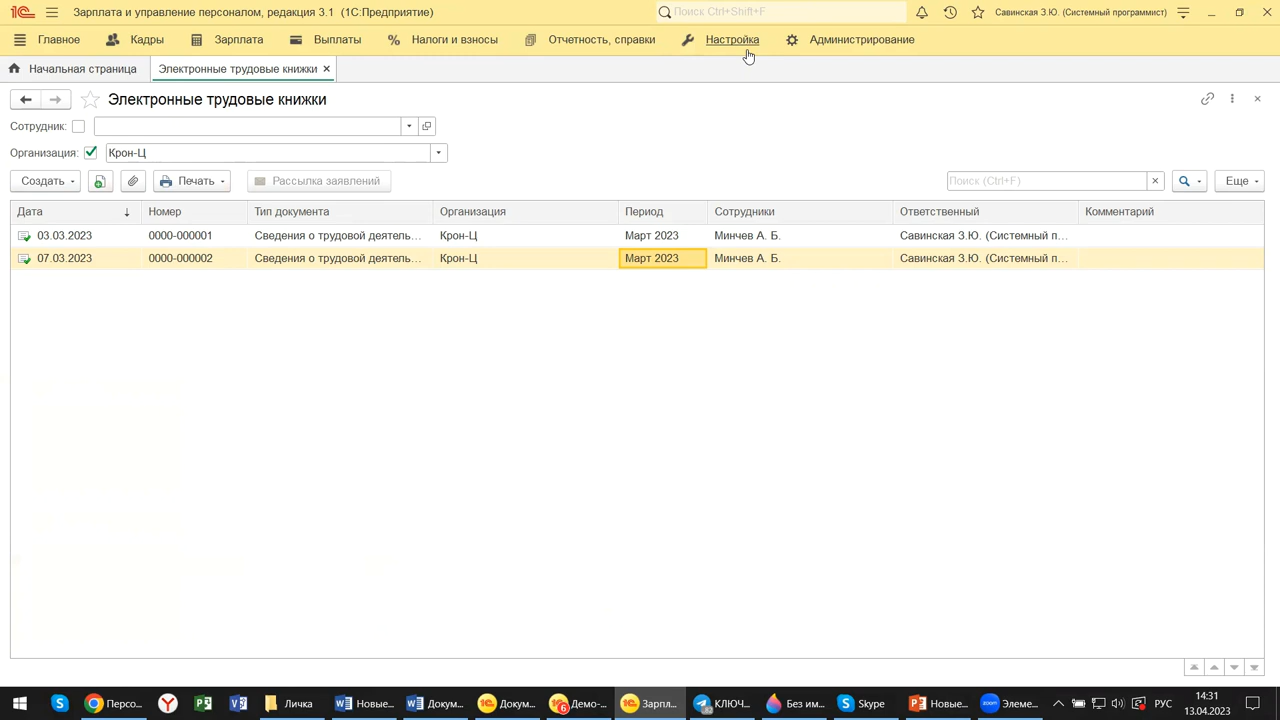 Зарплата и управление персоналом, редакция 3.1 (1С:Предприятие)
Поиск Ctrl+Shift+F
Савинская З.Ю. (Системный программист)
Главное
Кадры
Зарплата
Выплаты
Налоги и взносы
Отчетность, справки
Настройка
Администрирование
Начальная страница
Электронные трудовые книжки
Электронные трудовые книжки
Сотрудник:
Организация: Крон-Ц
Создать
Печать
Рассылка заявлений
Поиск (Ctrl+F)
Еще
Дата Номер Тип документа Организация Период Сотрудники Ответственный Комментарий
03.03.2023 0000-000001 Сведения о трудовой деятель... Крон-Ц Март 2023 Минчев А. Б. Савинская З.Ю. (Системный п...
07.03.2023 0000-000002 Сведения о трудовой деятель... Крон-Ц Март 2023 Минчев А. Б. Савинская З.Ю. (Системный п...
Персо...
Личка
Новые...
Докум...
Докум...
Демо-...
6
Зарпл...
КЛЮЧ...
Без им...
Skype
Новые...
Элеме...
РУС
14:31
13.04.2023